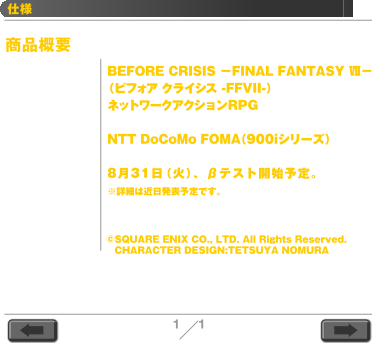 仕様
商品概要
BEFORE CRISIS －FINAL FANTASY Ⅶ－
（ビフォア クライシス -FFVII-）
ネットワークアクションRPG
NTT DoCoMo FOMA（900iシリーズ）
8月31日（火）、βテスト開始予定。
※詳細は近日発表予定です。
©SQUARE ENIX CO., LTD. All Rights Reserved.
CHARACTER DESIGN:TETSUYA NOMURA
1／1